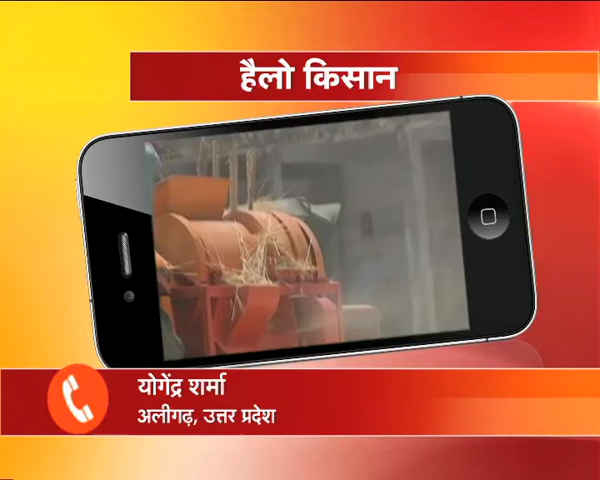 हैलो किसान
योगेंद्र शर्मा
अलीगढ़, उत्तर प्रदेश